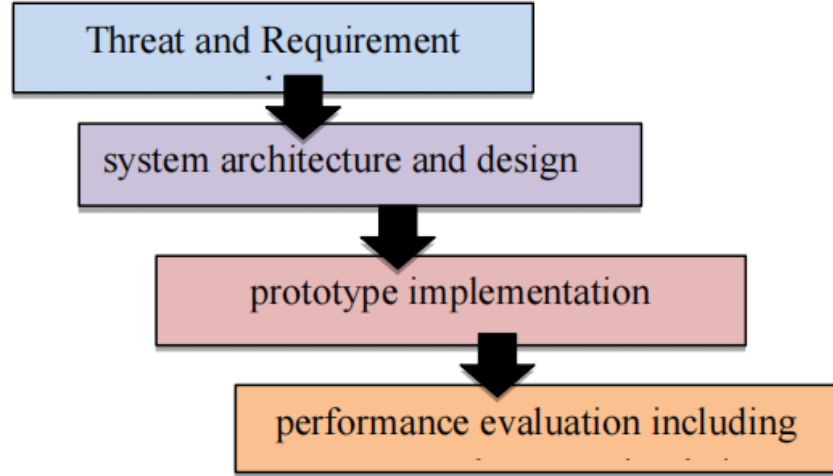 Threat and Requirement
system architecture and design
prototype implementation
performance evaluation including